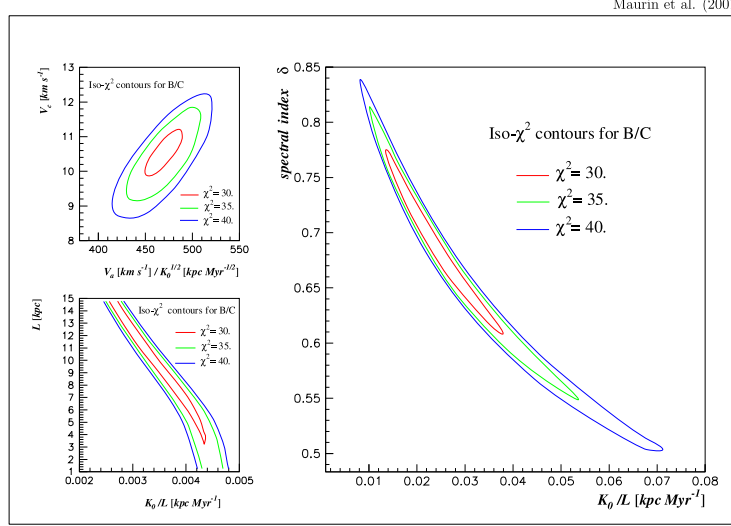 Maurin et al. (200
V_c [km s⁻¹]
13
12
11
10
9
8
Iso-χ² contours for B/C
χ²= 30.
χ²= 35.
χ²= 40.
400
450
500
550
V_a [km s⁻¹] / K_0^{1/2} [kpc Myr^{-1/2}]
L [kpc]
15
14
13
12
11
10
9
8
7
6
5
4
3
2
1
Iso-χ² contours for B/C
χ²= 30.
χ²= 35.
χ²= 40.
0.002
0.003
0.004
0.005
K_0 /L [kpc Myr⁻¹]
spectral index δ
0.85
0.8
0.75
0.7
0.65
0.6
0.55
0.5
Iso-χ² contours for B/C
χ²= 30.
χ²= 35.
χ²= 40.
0.01
0.02
0.03
0.04
0.05
0.06
0.07
0.08
K_0 /L [kpc Myr⁻¹]